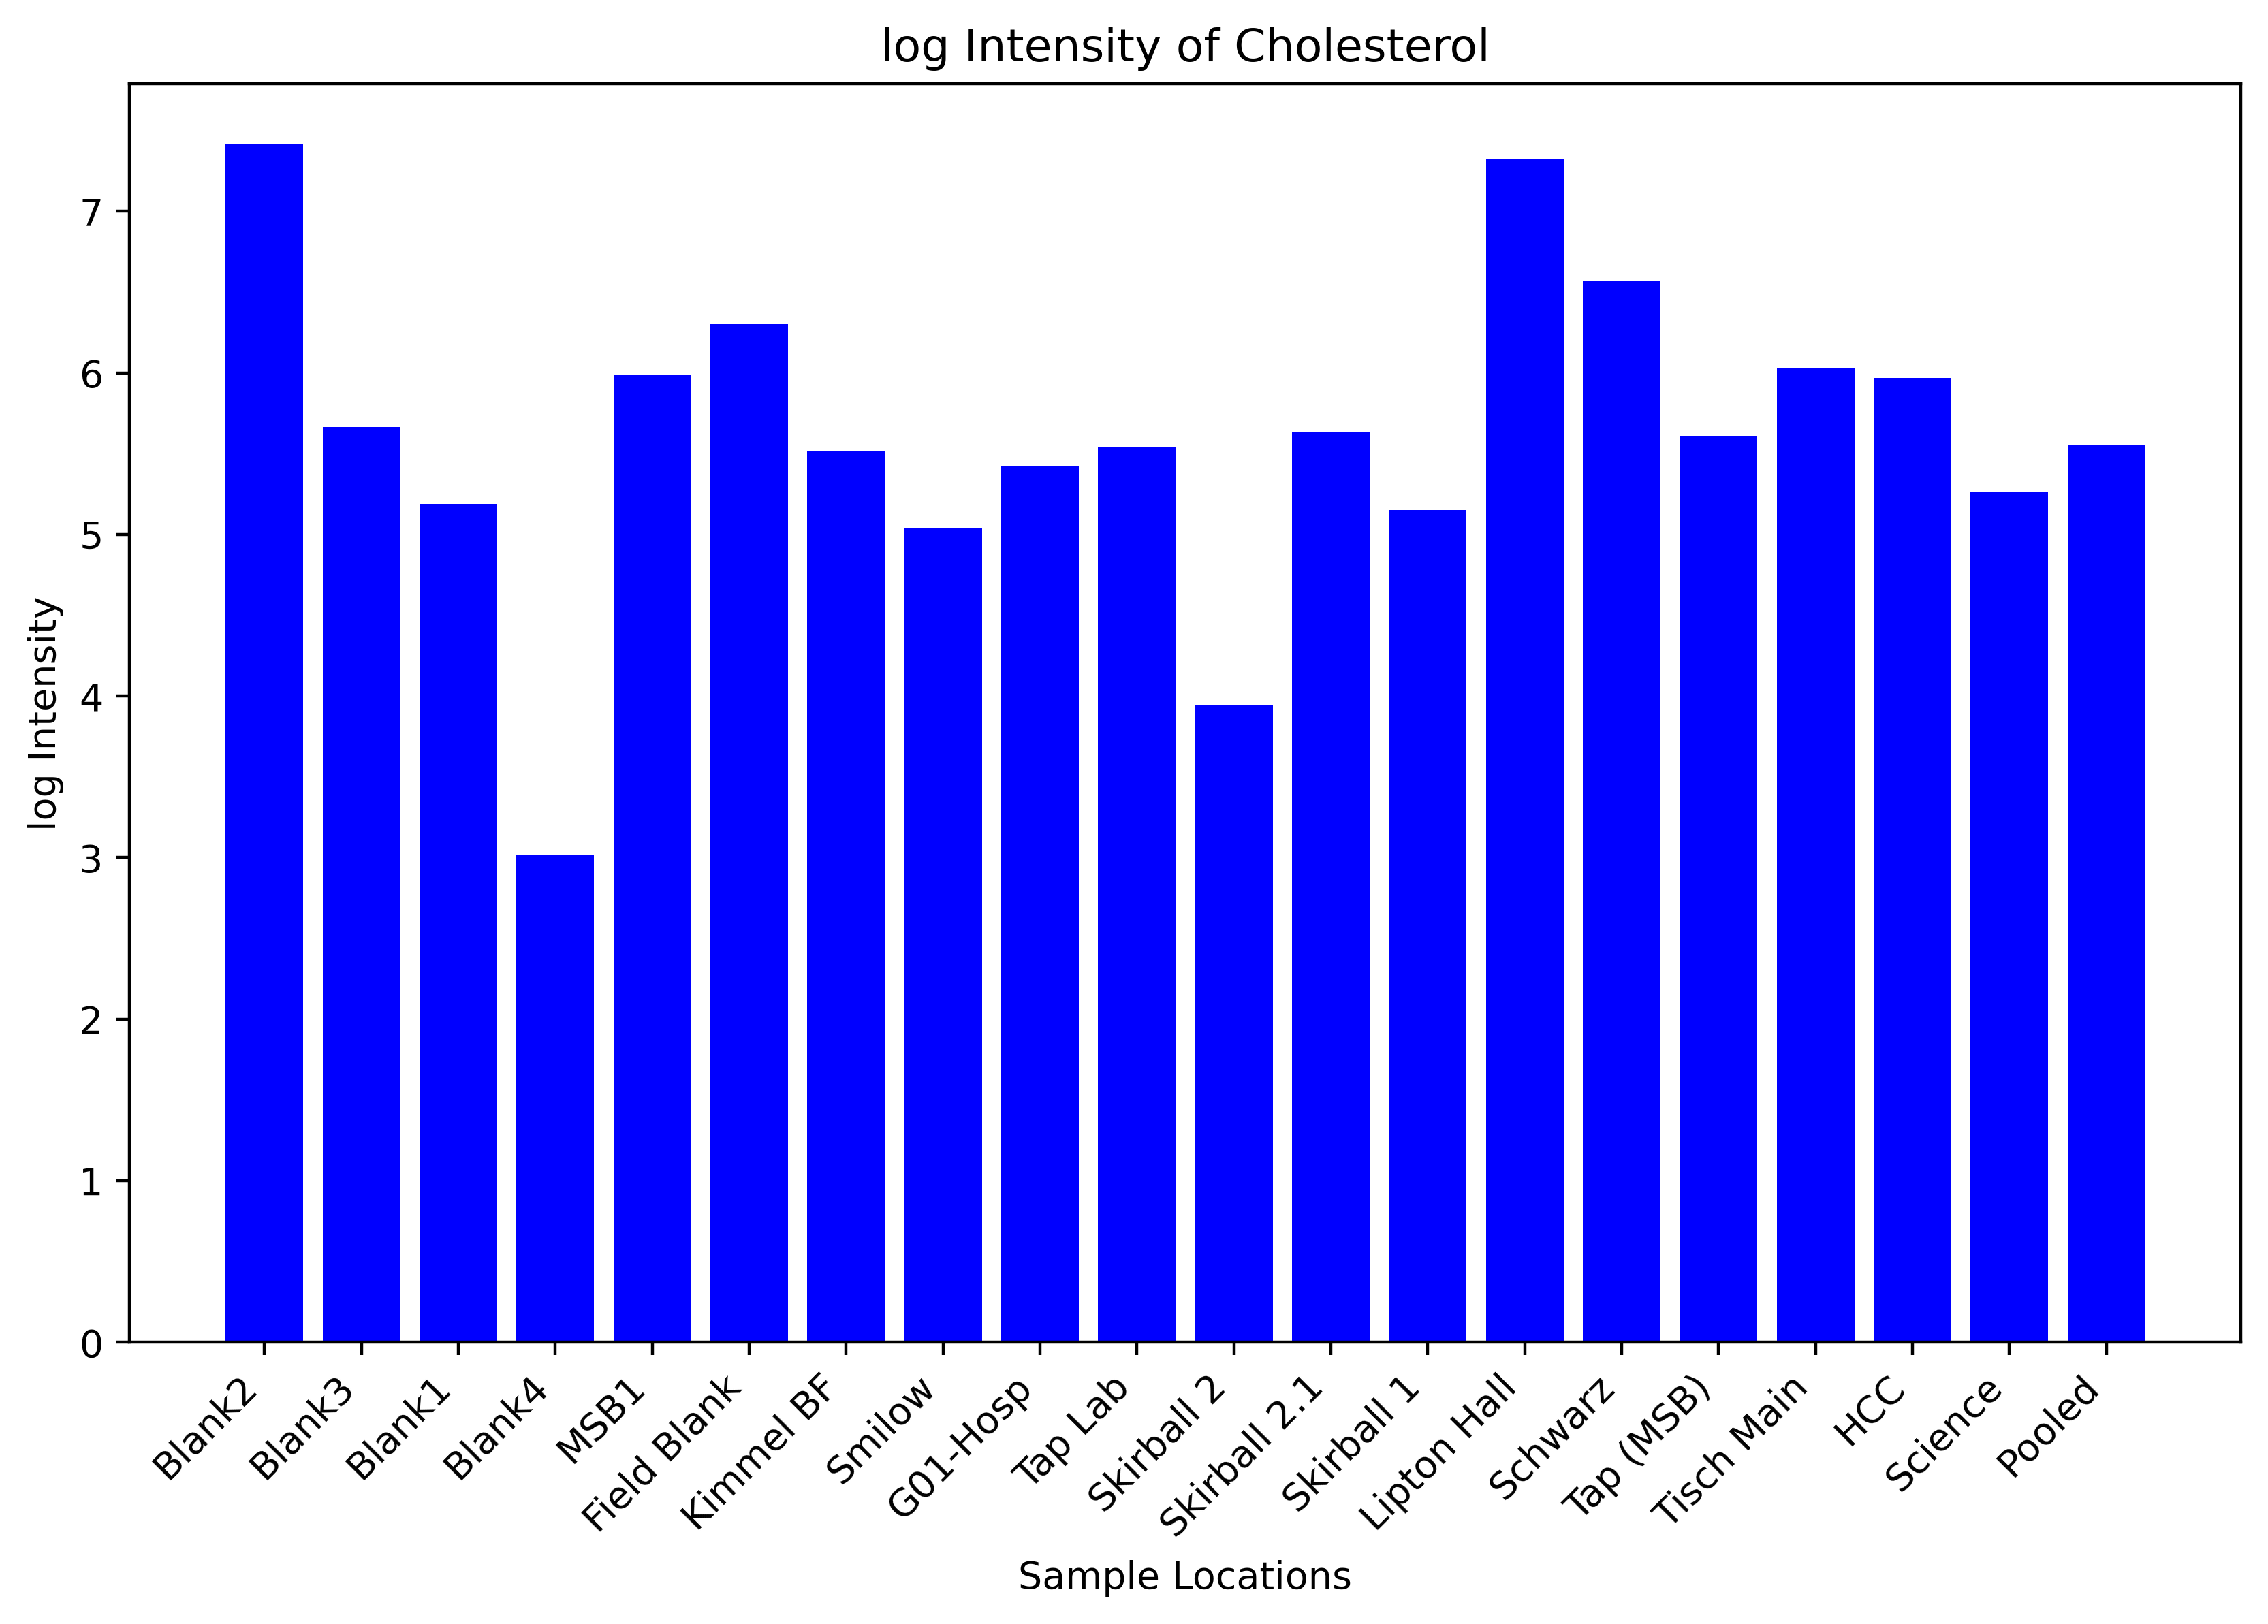 log Intensity of Cholesterol
log Intensity
7
6
5
4
3
2
1
0
Blank2
Blank3
Blank1
Blank4
MSB1
Field Blank
Kimmel BF
Smilow
G01-Hosp
Tap Lab
Skirball 2
Skirball 2.1
Skirball 1
Lipton Hall
Schwarz
Tap (MSB)
Tisch Main
HCC
Science
Pooled
Sample Locations